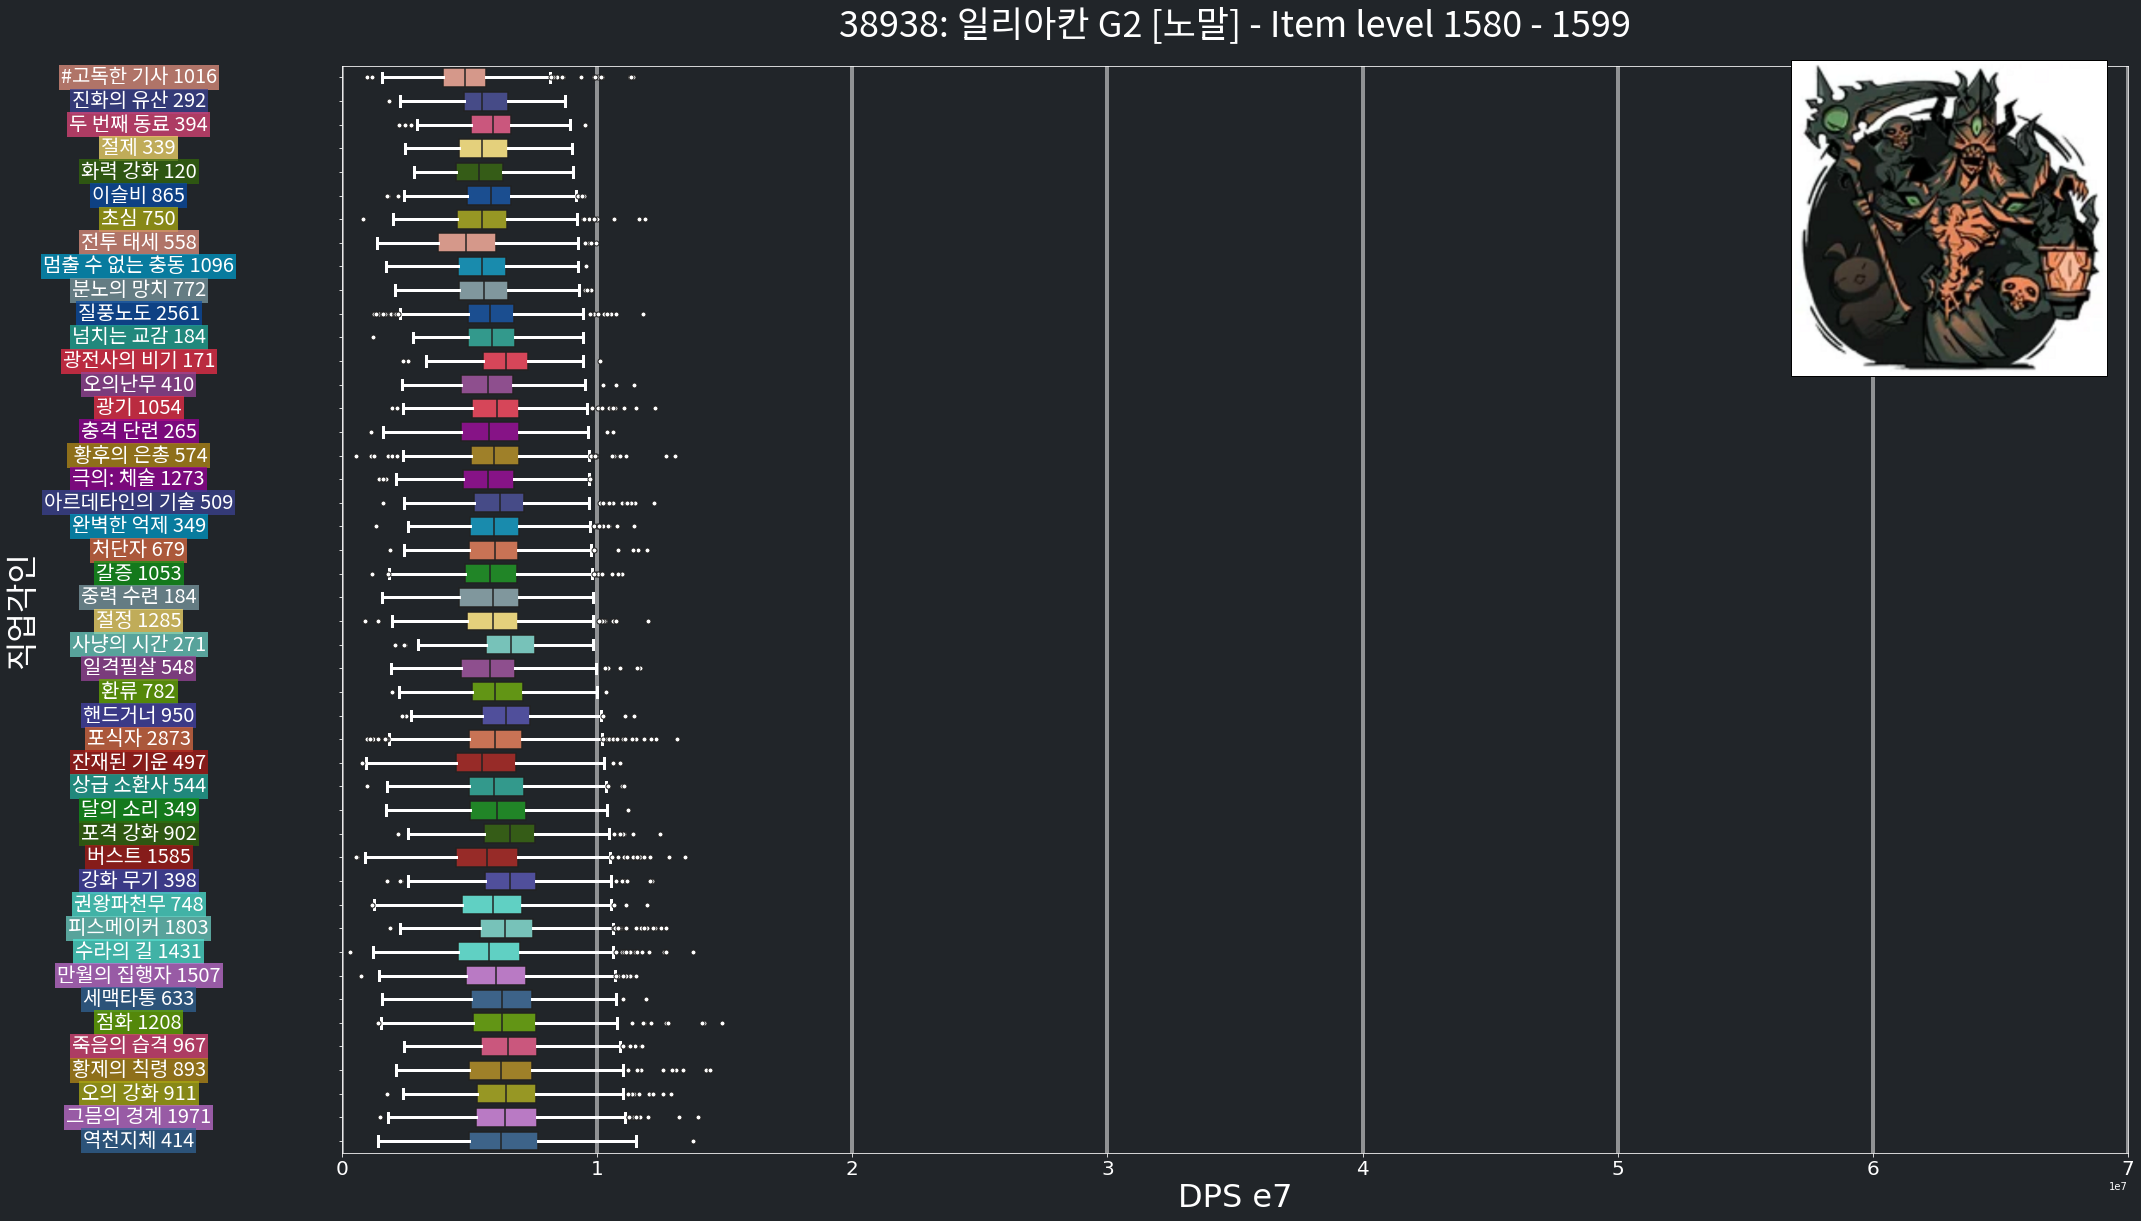 38938: 일리아칸 G2 [노말] - Item level 1580 - 1599
직업각인
#고독한 기사 1016
진화의 유산 292
두 번째 동료 394
절제 339
화력 강화 120
이슬비 865
초심 750
전투 태세 558
멈출 수 없는 충동 1096
분노의 망치 772
질풍노도 2561
넘치는 교감 184
광전사의 비기 171
오의난무 410
광기 1054
충격 단련 265
황후의 은총 574
극의: 체술 1273
아르데타인의 기술 509
완벽한 억제 349
처단자 679
갈증 1053
중력 수련 184
절정 1285
사냥의 시간 271
일격필살 548
환류 782
핸드거너 950
포식자 2873
잔재된 기운 497
상급 소환사 544
달의 소리 349
포격 강화 902
버스트 1585
강화 무기 398
권왕파천무 748
피스메이커 1803
수라의 길 1431
만월의 집행자 1507
세맥타통 633
점화 1208
죽음의 습격 967
황제의 칙령 893
오의 강화 911
그믐의 경계 1971
역천지체 414
0 1 2 3 4 5 6 7
1e7
DPS e7